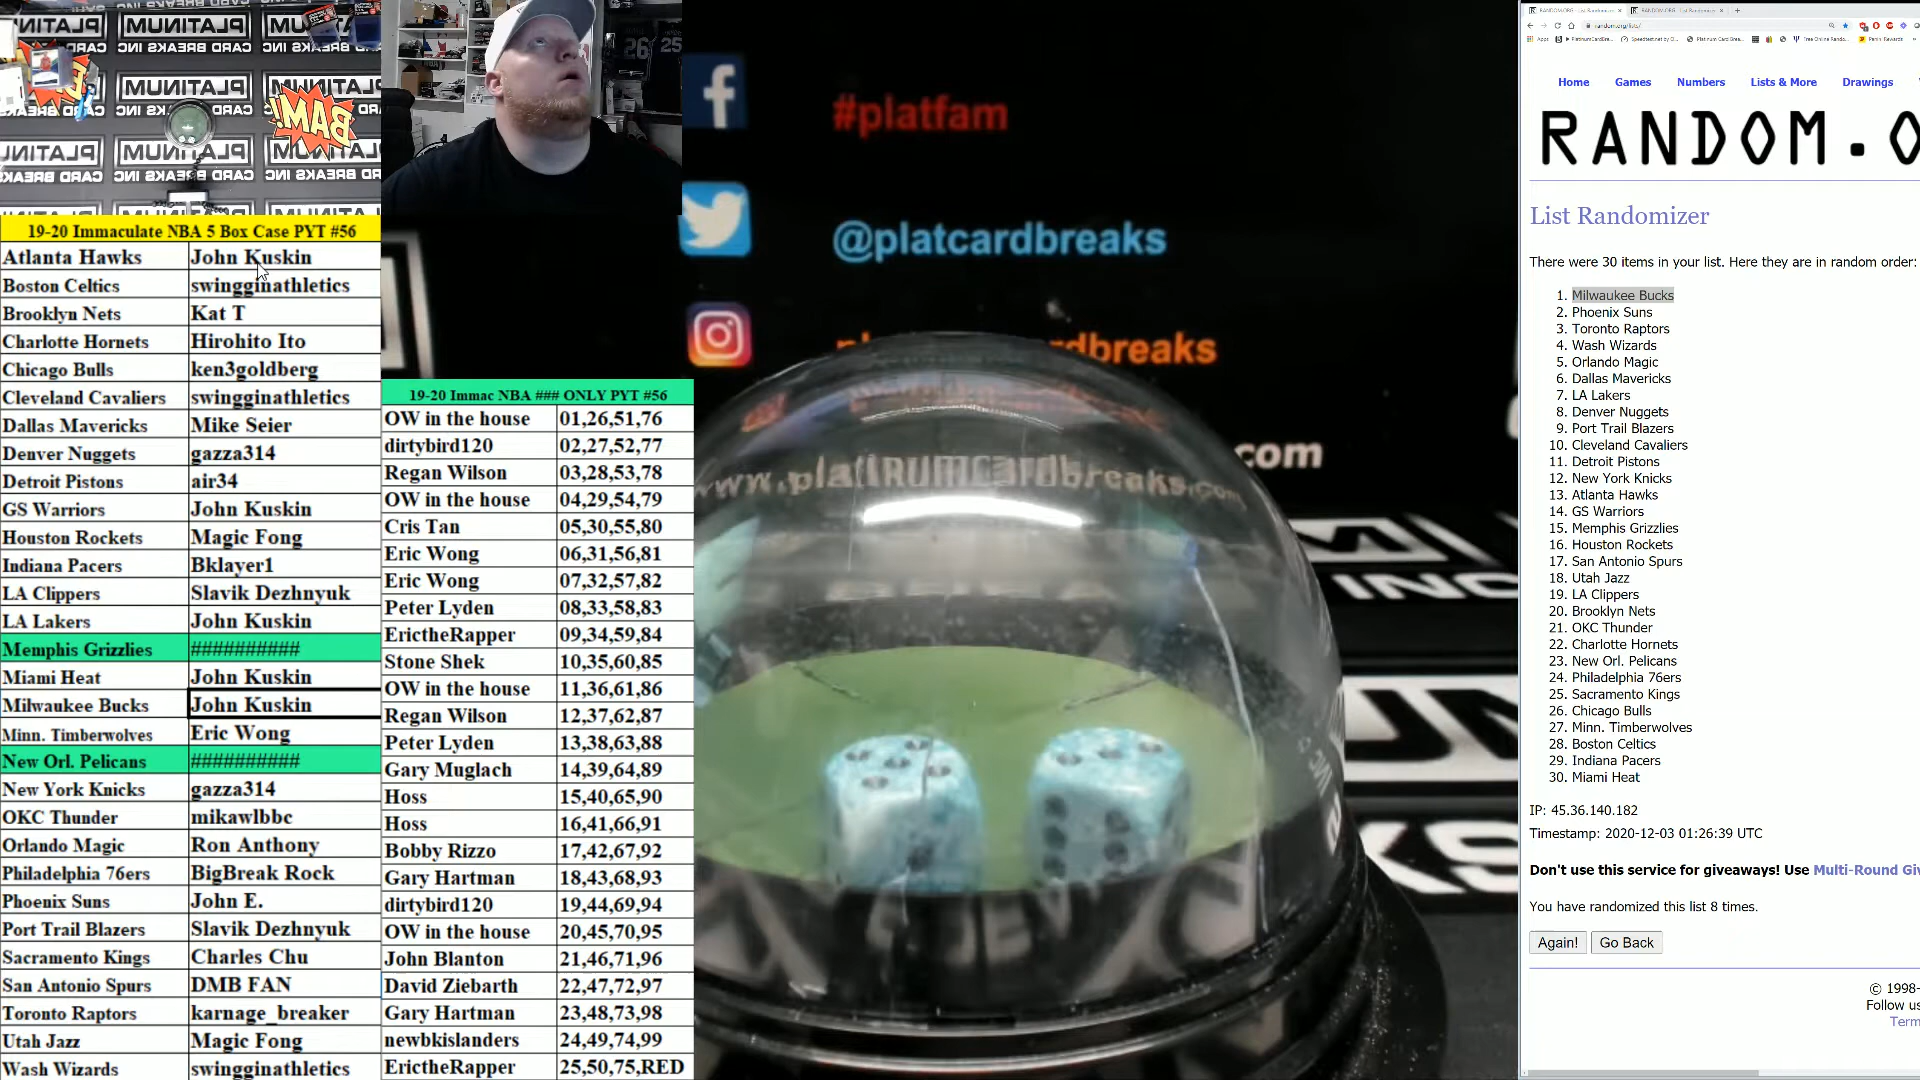 PLATINUM
CARD BREAKS INC
BAM!
26 25
19-20 Immaculate NBA 5 Box Case PYT #56
Atlanta Hawks John Kuskin
Boston Celtics swingginathletics
Brooklyn Nets Kat T
Charlotte Hornets Hirohito Ito
Chicago Bulls ken3goldberg
Cleveland Cavaliers swingginathletics
Dallas Mavericks Mike Seier
Denver Nuggets gazza314
Detroit Pistons air34
GS Warriors John Kuskin
Houston Rockets Magic Fong
Indiana Pacers Bklayer1
LA Clippers Slavik Dezhnyuk
LA Lakers John Kuskin
Memphis Grizzlies ###########
Miami Heat John Kuskin
Milwaukee Bucks John Kuskin
Minn. Timberwolves Eric Wong
New Orl. Pelicans ###########
New York Knicks gazza314
OKC Thunder mikawlbbc
Orlando Magic Ron Anthony
Philadelphia 76ers BigBreak Rock
Phoenix Suns John E.
Port Trail Blazers Slavik Dezhnyuk
Sacramento Kings Charles Chu
San Antonio Spurs DMB FAN
Toronto Raptors karnage_breaker
Utah Jazz Magic Fong
Wash Wizards swingginathletics
19-20 Immac NBA ### ONLY PYT #56
OW in the house 01,26,51,76
dirtybird120 02,27,52,77
Regan Wilson 03,28,53,78
OW in the house 04,29,54,79
Cris Tan 05,30,55,80
Eric Wong 06,31,56,81
Eric Wong 07,32,57,82
Peter Lyden 08,33,58,83
ErictheRapper 09,34,59,84
Stone Shek 10,35,60,85
OW in the house 11,36,61,86
Regan Wilson 12,37,62,87
Peter Lyden 13,38,63,88
Gary Muglach 14,39,64,89
Hoss 15,40,65,90
Hoss 16,41,66,91
Bobby Rizzo 17,42,67,92
Gary Hartman 18,43,68,93
dirtybird120 19,44,69,94
OW in the house 20,45,70,95
John Blanton 21,46,71,96
David Ziebarth 22,47,72,97
Gary Hartman 23,48,73,98
newbkislanders 24,49,74,99
ErictheRapper 25,50,75,RED
#platfam
@platcardbreaks
dbreaks
www.platinumcardbreaks.com
.com
INC
random.org/lists/
Home Games Numbers Lists & More Drawings
RANDOM.O
List Randomizer
There were 30 items in your list. Here they are in random order:
1. Milwaukee Bucks
2. Phoenix Suns
3. Toronto Raptors
4. Wash Wizards
5. Orlando Magic
6. Dallas Mavericks
7. LA Lakers
8. Denver Nuggets
9. Port Trail Blazers
10. Cleveland Cavaliers
11. Detroit Pistons
12. New York Knicks
13. Atlanta Hawks
14. GS Warriors
15. Memphis Grizzlies
16. Houston Rockets
17. San Antonio Spurs
18. Utah Jazz
19. LA Clippers
20. Brooklyn Nets
21. OKC Thunder
22. Charlotte Hornets
23. New Orl. Pelicans
24. Philadelphia 76ers
25. Sacramento Kings
26. Chicago Bulls
27. Minn. Timberwolves
28. Boston Celtics
29. Indiana Pacers
30. Miami Heat
IP: 45.36.140.182
Timestamp: 2020-12-03 01:26:39 UTC
Don't use this service for giveaways! Use Multi-Round Giv
You have randomized this list 8 times.
Again! Go Back
© 1998-
Follow us
Term